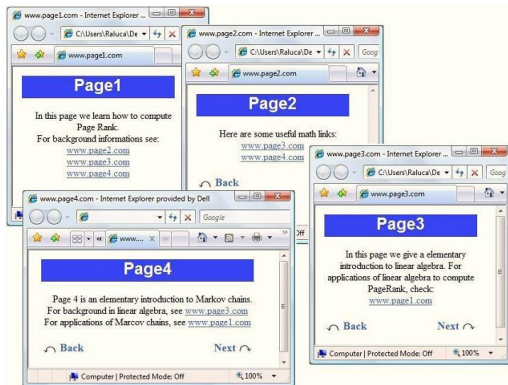 www.page1.com - Internet Explorer ...
C:\Users\Raluca\De
www.page1.com
Page1
In this page we learn how to compute
Page Rank.
For background informations see:
www.page2.com
www.page3.com
www.page4.com
www.page2.com - Internet Explorer ...
C:\Users\Raluca\De
Goog
www.page2.com
Page2
Here are some useful math links:
www.page3.com
www.page4.com
Back
Off
www.page3.com - Internet Explorer ...
C:\Users\Raluca\De
Goog
www.page3.com
Page3
In this page we give a elementary
introduction to linear algebra. For
applications of linear algebra to compute
PageRank, check:
www.page1.com
Back Next
Computer | Protected Mode: Off 100%
www.page4.com - Internet Explorer provided by Dell
Google
www....
Page4
Page 4 is an elementary introduction to Markov chains.
For background in linear algebra, see www.page3.com
For applications of Marcov chains, see www.page1.com
Back Next
Computer | Protected Mode: Off 100%